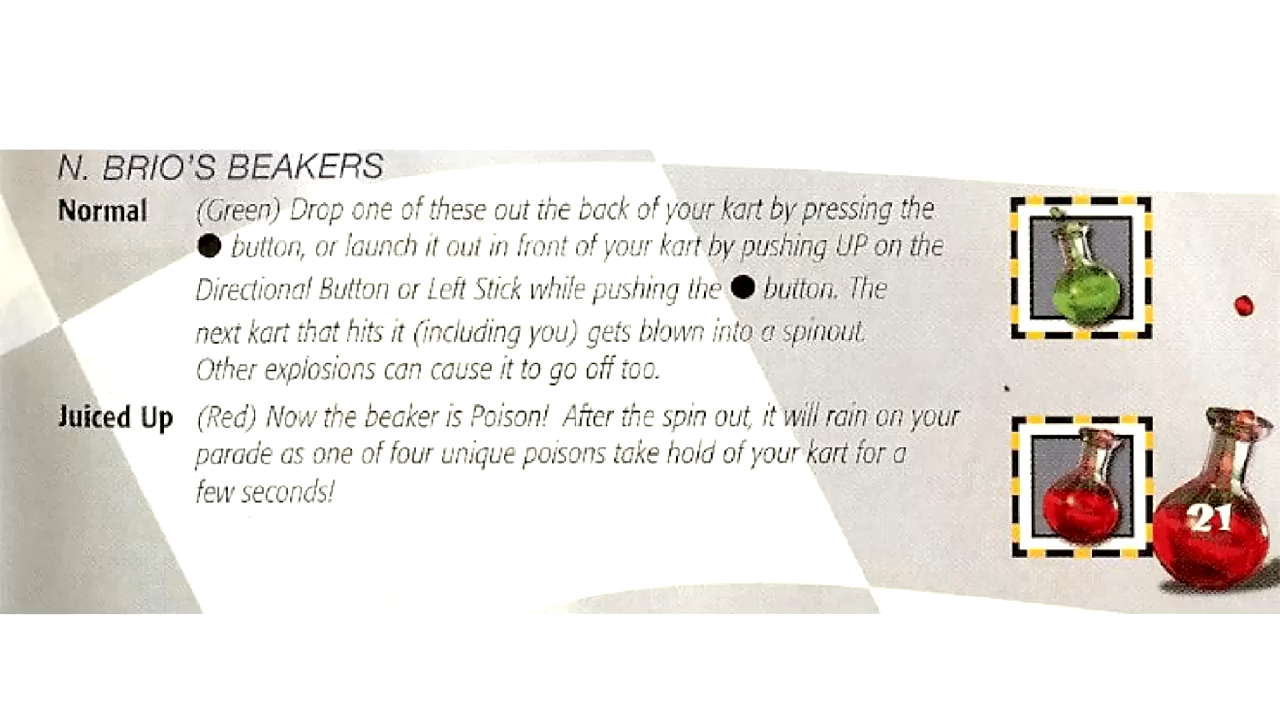 N. BRIO'S BEAKERS
Normal (Green) Drop one of these out the back of your kart by pressing the
● button, or launch it out in front of your kart by pushing UP on the
Directional Button or Left Stick while pushing the ● button. The
next kart that hits it (including you) gets blown into a spinout.
Other explosions can cause it to go off too.
Juiced Up (Red) Now the beaker is Poison! After the spin out, it will rain on your
parade as one of four unique poisons take hold of your kart for a
few seconds!
21